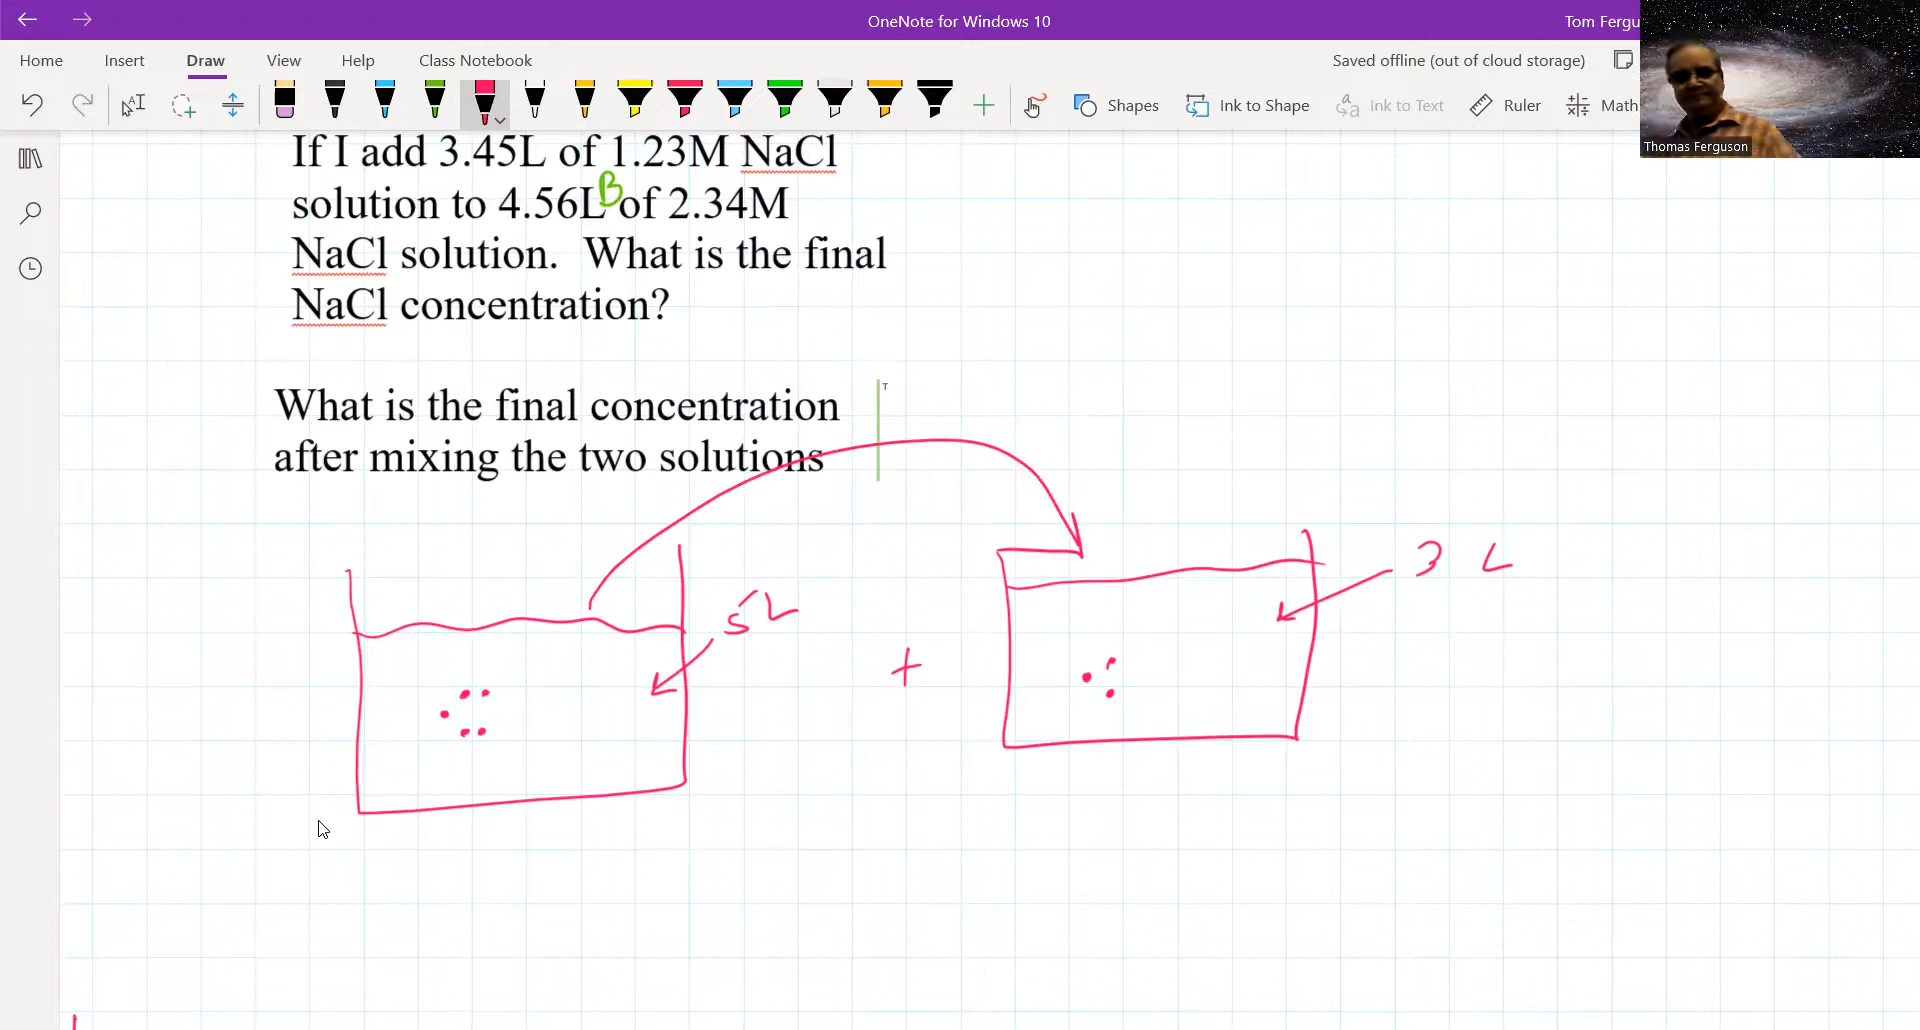 OneNote for Windows 10
Tom Fergu
Home Insert Draw View Help Class Notebook
Saved offline (out of cloud storage)
Shapes Ink to Shape Ink to Text Ruler Math
Thomas Ferguson
If I add 3.45L of 1.23M NaCl
solution to 4.56L B of 2.34M
NaCl solution. What is the final
NaCl concentration?
What is the final concentration
after mixing the two solutions
T
3 L
5 L
+